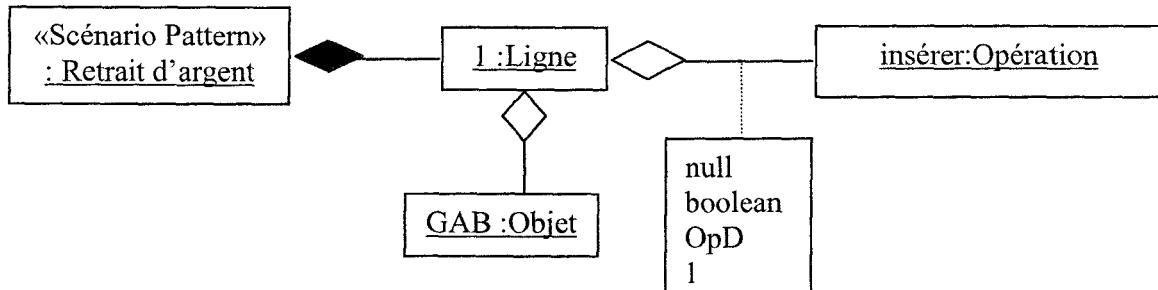 «Scénario Pattern»
: Retrait d'argent
1 :Ligne
insérer:Opération
GAB :Objet
null
boolean
OpD
1